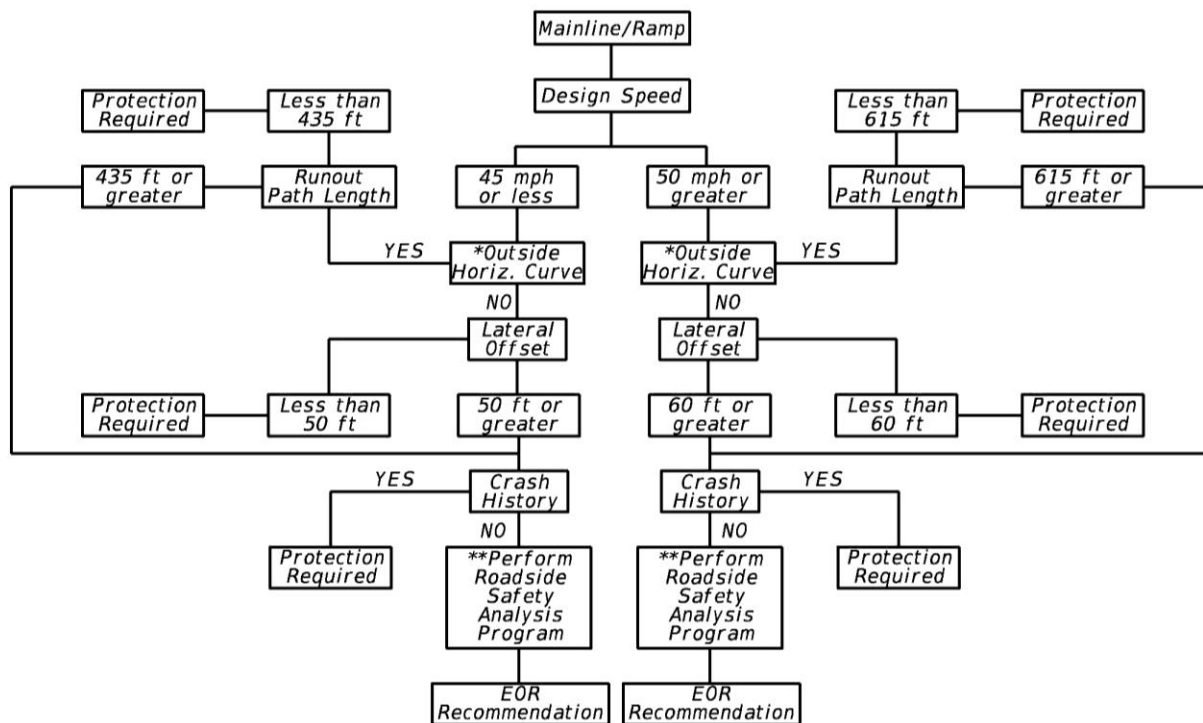 Mainline/Ramp
Design Speed
Protection
Required
Less than
435 ft
Less than
615 ft
Protection
Required
435 ft or
greater
Runout
Path Length
45 mph
or less
50 mph or
greater
Runout
Path Length
615 ft or
greater
YES
*Outside
Horiz. Curve
*Outside
Horiz. Curve
YES
NO
NO
Lateral
Offset
Lateral
Offset
Protection
Required
Less than
50 ft
50 ft or
greater
60 ft or
greater
Less than
60 ft
Protection
Required
YES
Crash
History
Crash
History
YES
NO
NO
Protection
Required
**Perform
Roadside
Safety
Analysis
Program
**Perform
Roadside
Safety
Analysis
Program
Protection
Required
EOR
Recommendation
EOR
Recommendation